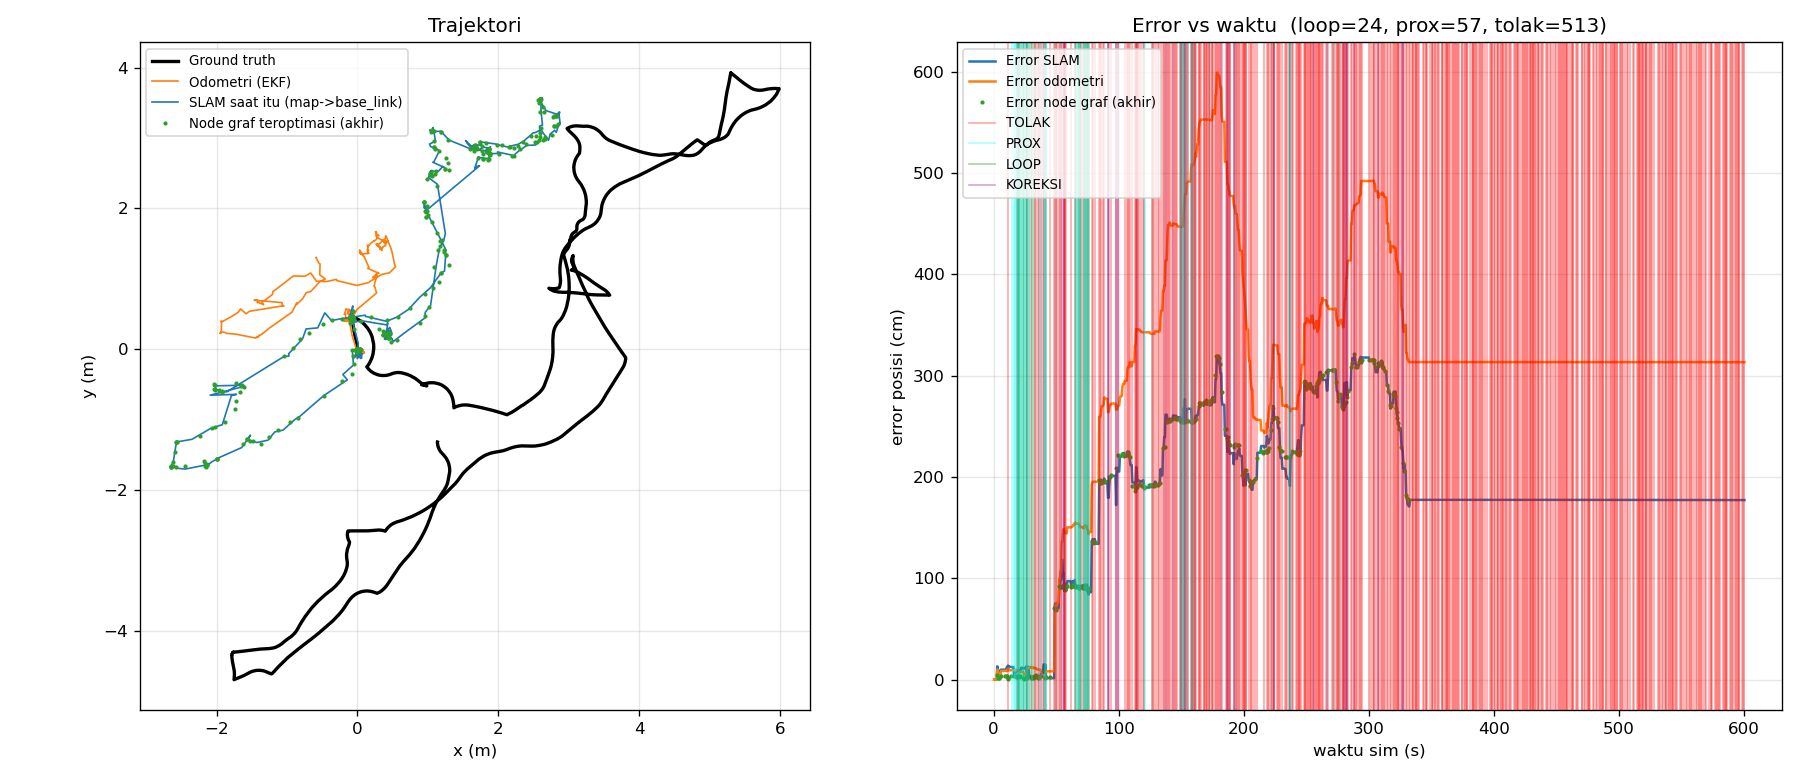 Trajektori
Ground truth
Odometri (EKF)
SLAM saat itu (map->base_link)
Node graf teroptimasi (akhir)
4
2
0
−2
−4
y (m)
−2 0 2 4 6
x (m)
Error vs waktu (loop=24, prox=57, tolak=513)
Error SLAM
Error odometri
Error node graf (akhir)
TOLAK
PROX
LOOP
KOREKSI
600
500
400
300
200
100
0
error posisi (cm)
0 100 200 300 400 500 600
waktu sim (s)